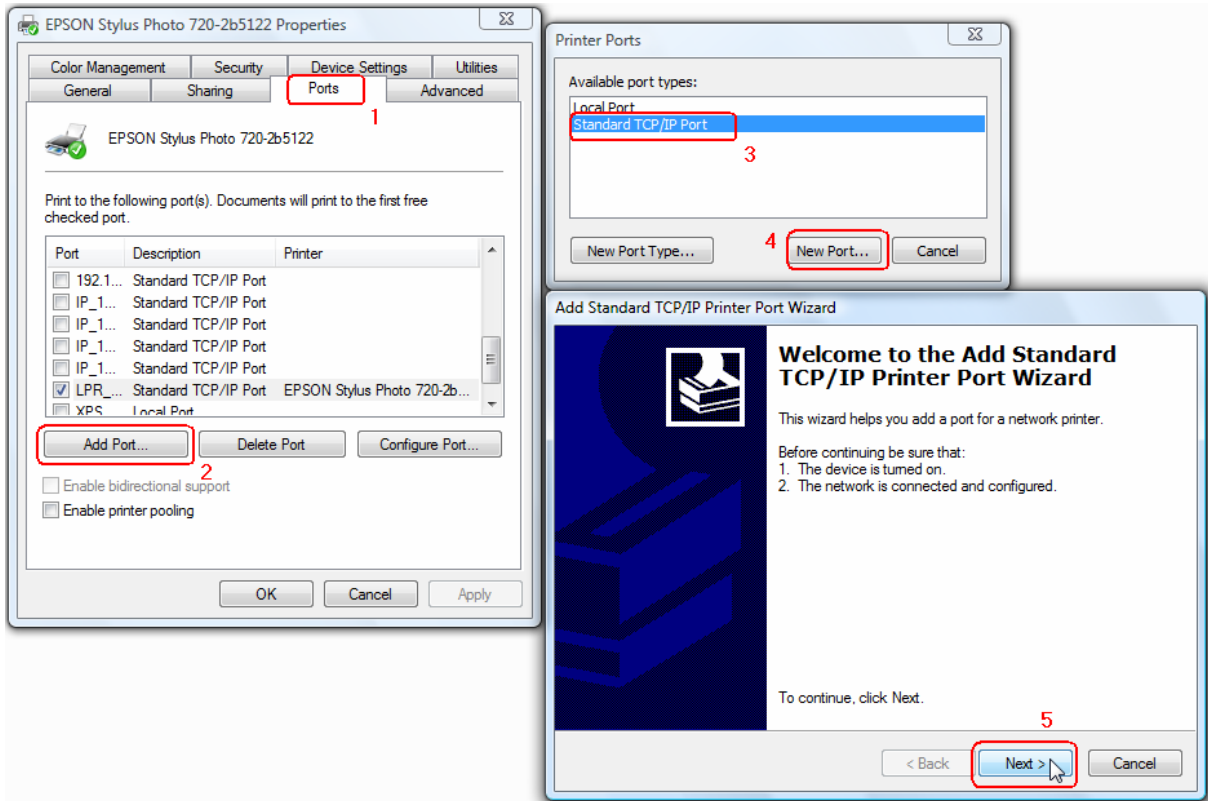 EPSON Stylus Photo 720-2b5122 Properties
Color Management Security Device Settings Utilities
General Sharing Ports Advanced
1
EPSON Stylus Photo 720-2b5122
Print to the following port(s). Documents will print to the first free
checked port.
Port Description Printer
192.1... Standard TCP/IP Port
IP_1... Standard TCP/IP Port
IP_1... Standard TCP/IP Port
IP_1... Standard TCP/IP Port
IP_1... Standard TCP/IP Port
LPR_... Standard TCP/IP Port EPSON Stylus Photo 720-2b...
XPS Local Port
Add Port... Delete Port Configure Port...
2
Enable bidirectional support
Enable printer pooling
OK Cancel Apply
Printer Ports
Available port types:
Local Port
Standard TCP/IP Port
3
New Port Type... 4 New Port... Cancel
Add Standard TCP/IP Printer Port Wizard
Welcome to the Add Standard
TCP/IP Printer Port Wizard
This wizard helps you add a port for a network printer.
Before continuing be sure that:
1. The device is turned on.
2. The network is connected and configured.
To continue, click Next.
5
< Back Next > Cancel